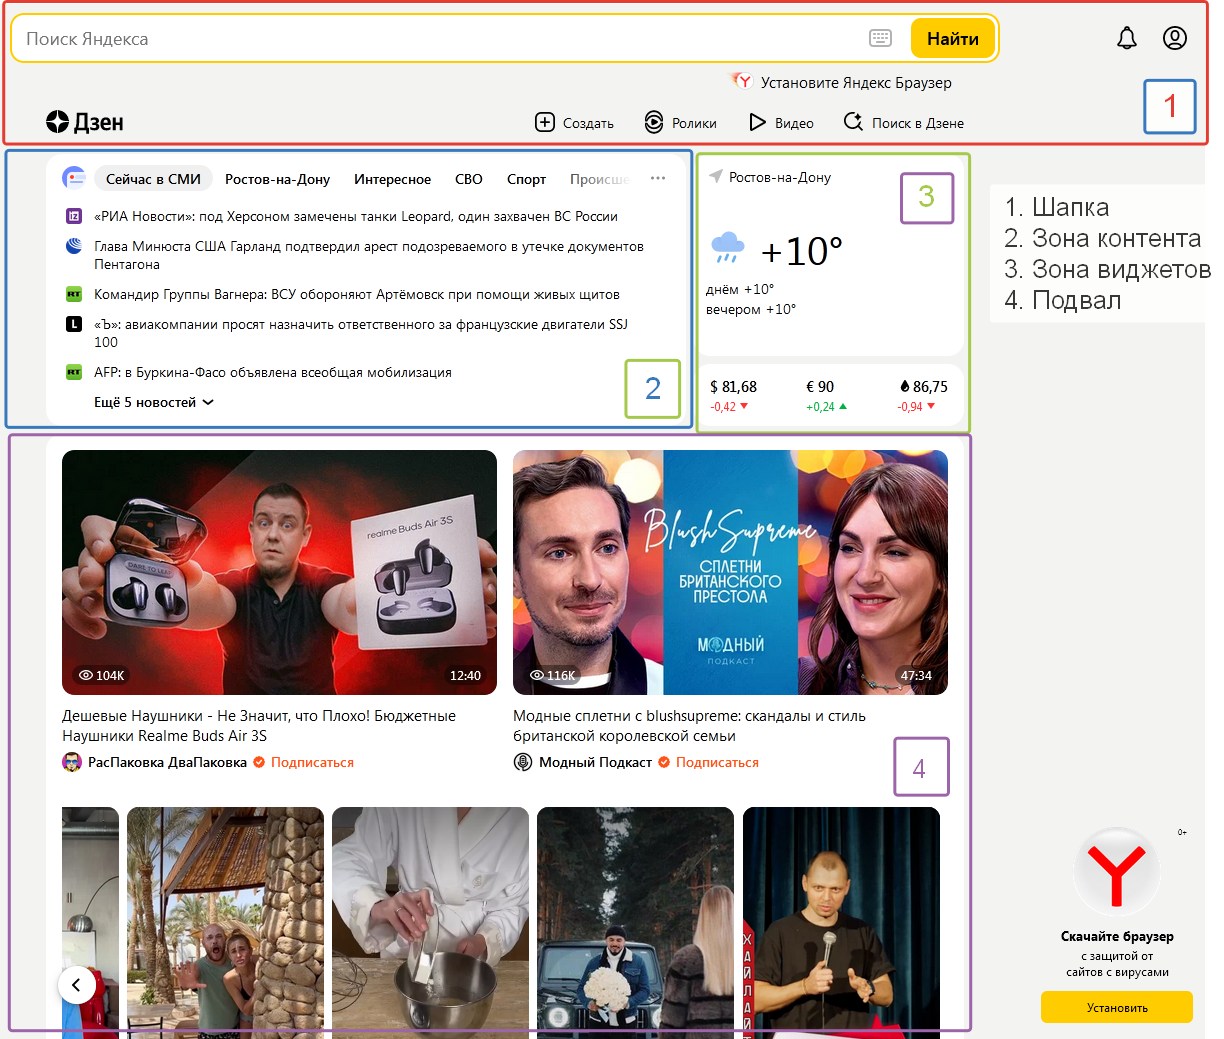 Поиск Яндекса
Найти
Установите Яндекс Браузер
Дзен
Создать
Ролики
Видео
Поиск в Дзене
1
Сейчас в СМИ
Ростов-на-Дону
Интересное
СВО
Спорт
Происше
«РИА Новости»: под Херсоном замечены танки Leopard, один захвачен ВС России
Глава Минюста США Гарланд подтвердил арест подозреваемого в утечке документов
Пентагона
RT Командир Группы Вагнера: ВСУ обороняют Артёмовск при помощи живых щитов
L «Ъ»: авиакомпании просят назначить ответственного за французские двигатели SSJ
100
RT AFP: в Буркина-Фасо объявлена всеобщая мобилизация
Ещё 5 новостей
2
Ростов-на-Дону
3
+10°
днём +10°
вечером +10°
$ 81,68
€ 90
86,75
-0,42
+0,24
-0,94
1. Шапка
2. Зона контента
3. Зона виджетов
4. Подвал
realme Buds Air 3S
DARE TO LEAP
104K
12:40
BlushSupreme
СПЛЕТНИ
БРИТАНСКОГО
ПРЕСТОЛА
МОДНЫЙ
ПОДКАСТ
116K
47:34
Дешевые Наушники - Не Значит, что Плохо! Бюджетные
Наушники Realme Buds Air 3S
РасПаковка ДваПаковка
Подписаться
Модные сплетни с blushsupreme: скандалы и стиль
британской королевской семьи
Модный Подкаст
Подписаться
4
ХАЙЛАЙТ
0+
Y
Скачайте браузер
с защитой от
сайтов с вирусами
Установить